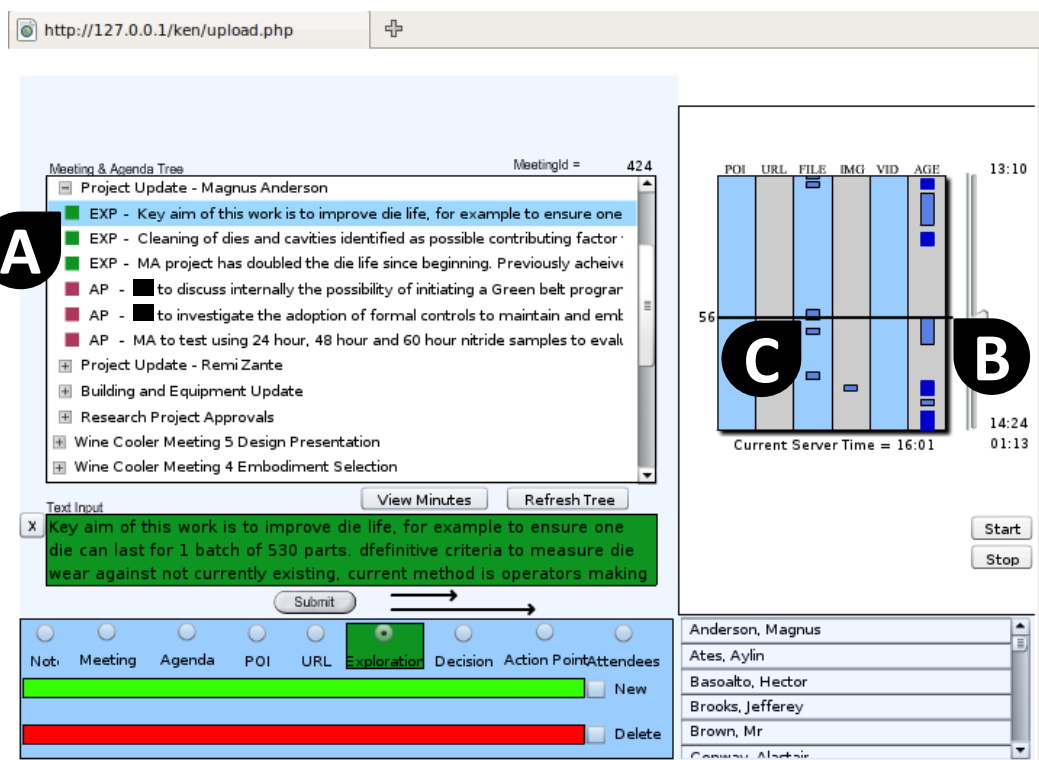 http://127.0.0.1/ken/upload.php
Meeting & Agenda Tree
MeetingId = 424
Project Update - Magnus Anderson
EXP - Key aim of this work is to improve die life, for example to ensure one
EXP - Cleaning of dies and cavities identified as possible contributing factor
EXP - MA project has doubled the die life since beginning. Previously acheive
AP - to discuss internally the possibility of initiating a Green belt progran
AP - to investigate the adoption of formal controls to maintain and emb
AP - MA to test using 24 hour, 48 hour and 60 hour nitride samples to evalu
Project Update - Remi Zante
Building and Equipment Update
Research Project Approvals
Wine Cooler Meeting 5 Design Presentation
Wine Cooler Meeting 4 Embodiment Selection
A
View Minutes
Refresh Tree
Text Input
X
Key aim of this work is to improve die life, for example to ensure one
die can last for 1 batch of 530 parts. dfefinitive criteria to measure die
wear against not currently existing, current method is operators making
Submit
Note Meeting Agenda POI URL Exploration Decision Action Point Attendees
New
Delete
POI URL FILE IMG VID AGE
13:10
56
C
B
14:24
Current Server Time = 16:01
01:13
Start
Stop
Anderson, Magnus
Ates, Aylin
Basoalto, Hector
Brooks, Jefferey
Brown, Mr
Conway, Alastair